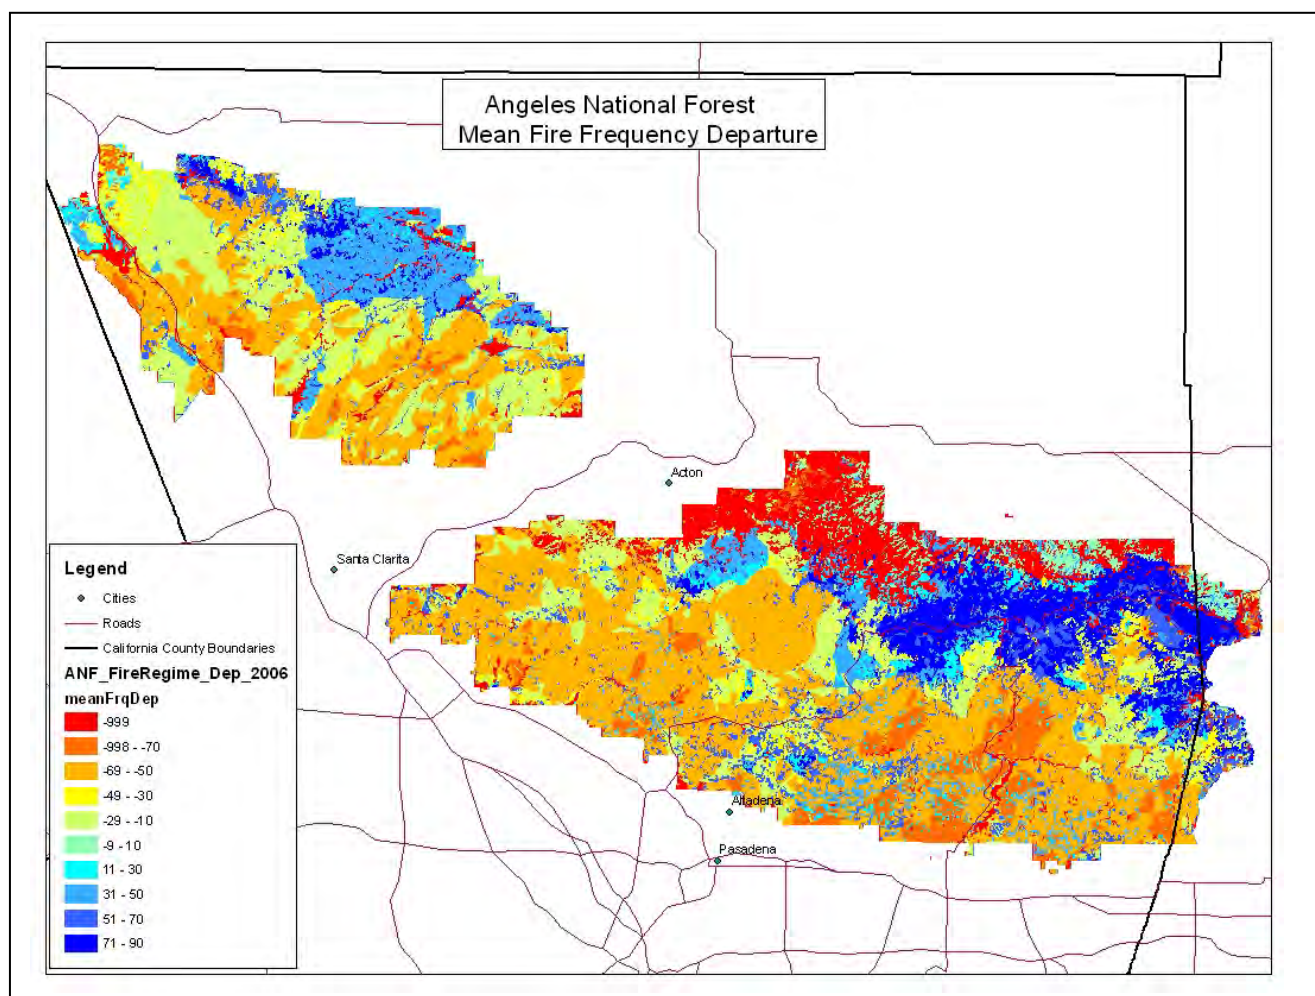 Angeles National Forest
Mean Fire Frequency Departure
Acton
Santa Clarita
Altadena
Pasadena
Legend
Cities
Roads
California County Boundaries
ANF_FireRegime_Dep_2006
meanFrqDep
-999
-998 - -70
-69 - -50
-49 - -30
-29 - -10
-9 - 10
11 - 30
31 - 50
51 - 70
71 - 90